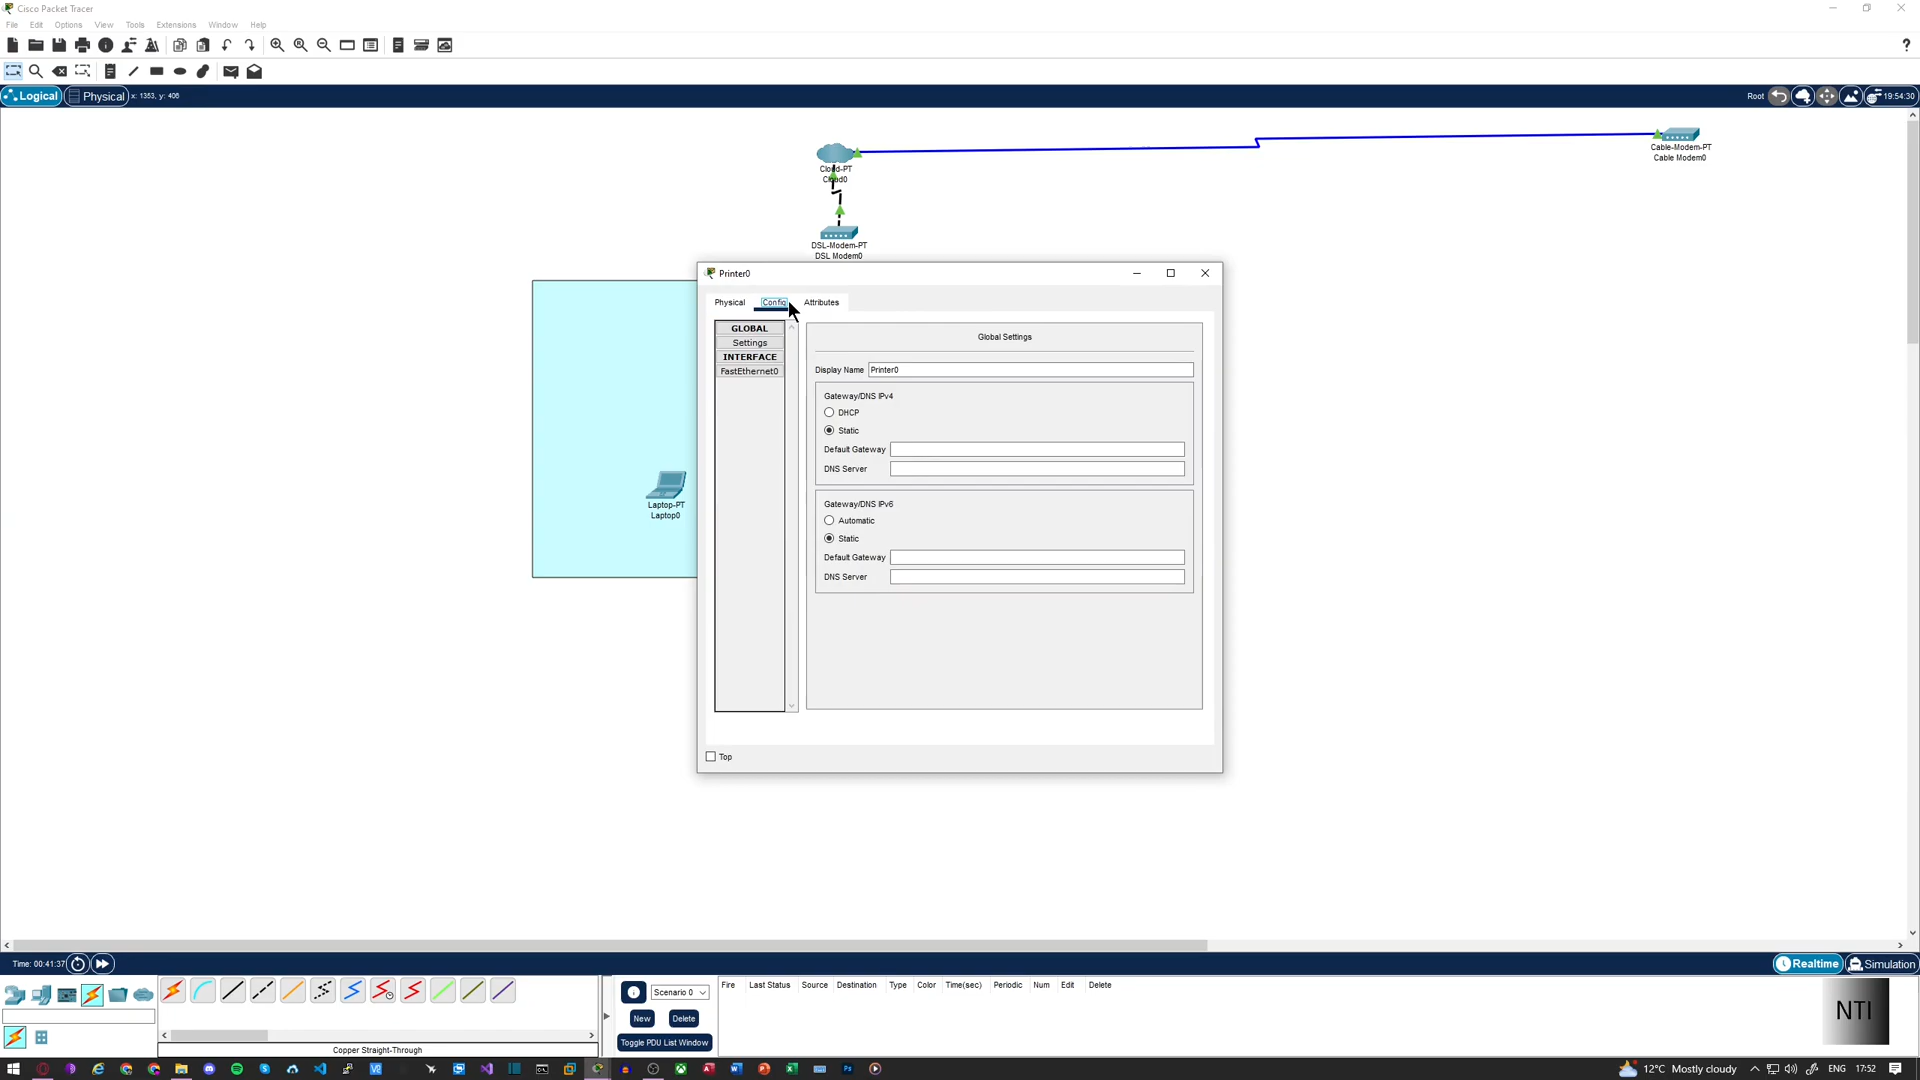 Cisco Packet Tracer
File Edit Options View Tools Extensions Window Help
Logical Physical x: 1353, y: 406 Root 19:54:30
Cloud-PT
Cloud0
Cable-Modem-PT
Cable Modem0
DSL-Modem-PT
DSL Modem0
Printer0
Physical Config Attributes
GLOBAL
Settings
INTERFACE
FastEthernet0
Global Settings
Display Name Printer0
Gateway/DNS IPv4
DHCP
Static
Default Gateway
DNS Server
Gateway/DNS IPv6
Automatic
Static
Default Gateway
DNS Server
Top
Laptop-PT
Laptop0
Time: 00:41:37 Realtime Simulation
Scenario 0
New Delete
Toggle PDU List Window
Fire Last Status Source Destination Type Color Time(sec) Periodic Num Edit Delete
NTI
Copper Straight-Through
12°C Mostly cloudy ENG 17:52